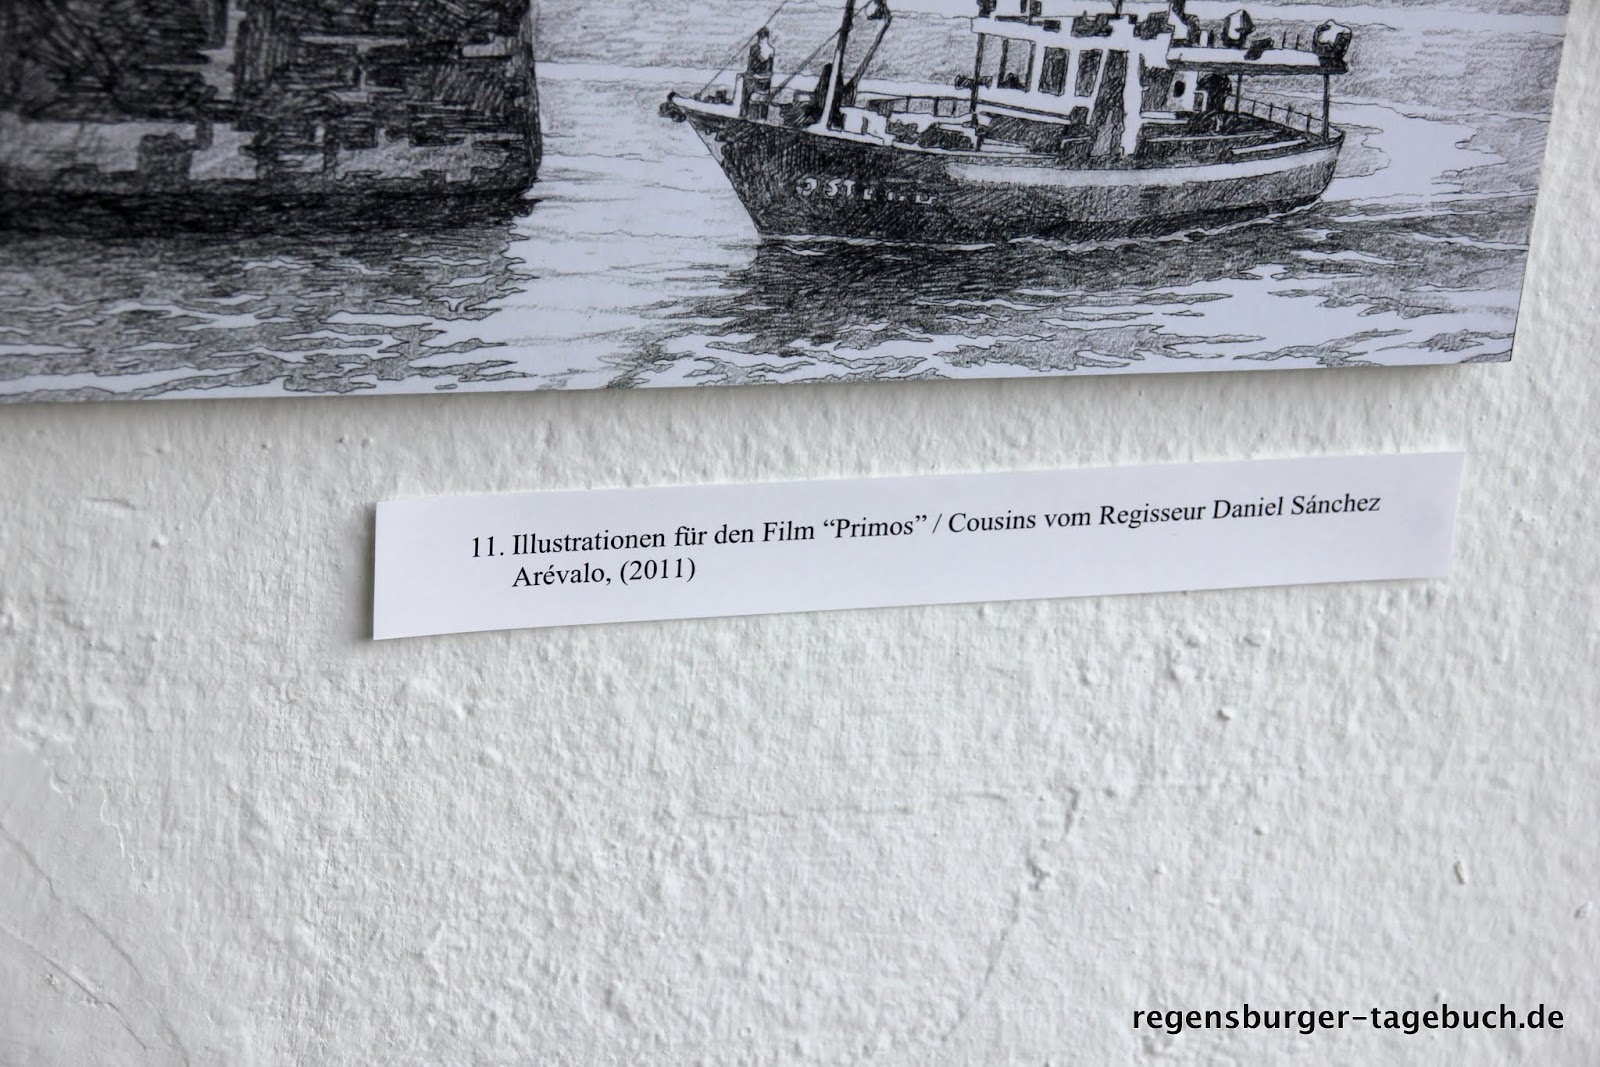 11. Illustrationen für den Film “Primos” / Cousins vom Regisseur Daniel Sánchez
Arévalo, (2011)
regensburger-tagebuch.de